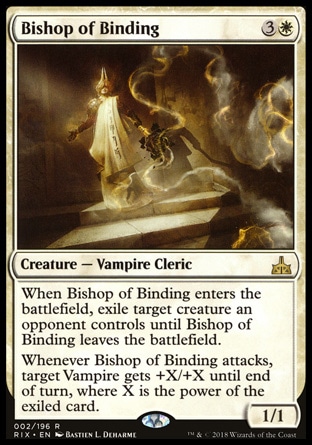 Bishop of Binding 3
Creature — Vampire Cleric
When Bishop of Binding enters the
battlefield, exile target creature an
opponent controls until Bishop of
Binding leaves the battlefield.
Whenever Bishop of Binding attacks,
target Vampire gets +X/+X until end
of turn, where X is the power of the
exiled card.
1/1
002/196 R
RIX • EN Bastien L. Deharme
™ & © 2018 Wizards of the Coast